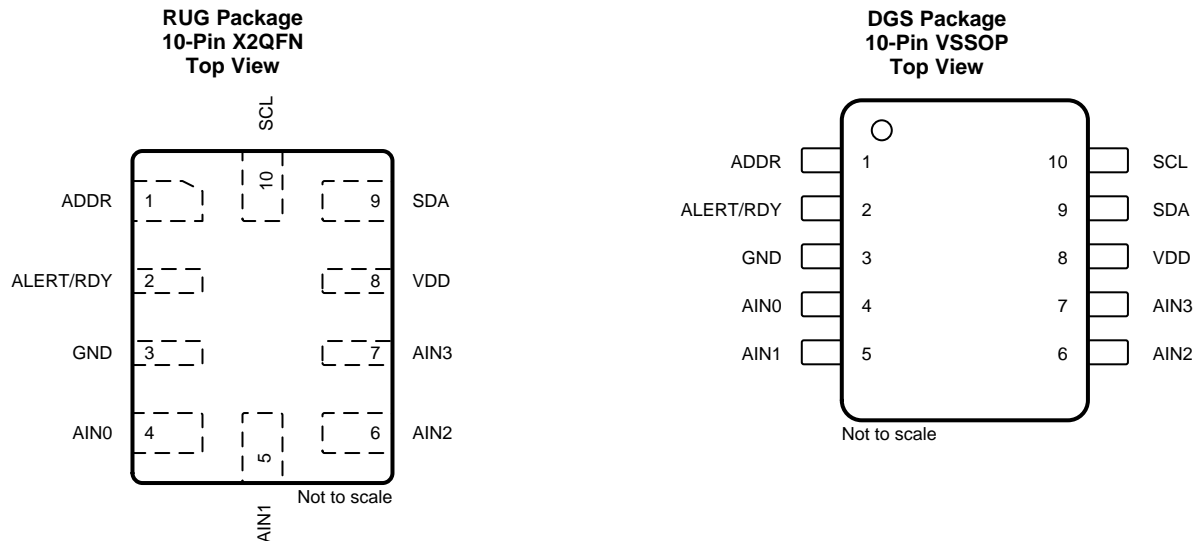 RUG Package
10-Pin X2QFN
Top View
SCL
10
ADDR
1
9
SDA
ALERT/RDY
2
8
VDD
GND
3
7
AIN3
AIN0
4
6
AIN2
5
Not to scale
AIN1
DGS Package
10-Pin VSSOP
Top View
ADDR
1
10
SCL
ALERT/RDY
2
9
SDA
GND
3
8
VDD
AIN0
4
7
AIN3
AIN1
5
6
AIN2
Not to scale